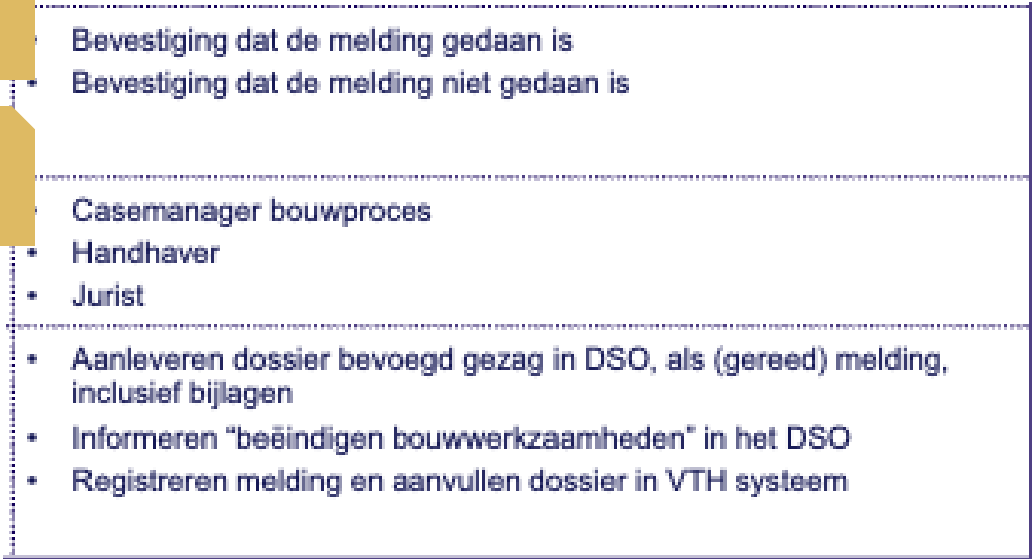 • Bevestiging dat de melding gedaan is
• Bevestiging dat de melding niet gedaan is
• Casemanager bouwproces
• Handhaver
• Jurist
• Aanleveren dossier bevoegd gezag in DSO, als (gereed) melding,
inclusief bijlagen
• Informeren “beëindigen bouwwerkzaamheden” in het DSO
• Registreren melding en aanvullen dossier in VTH systeem